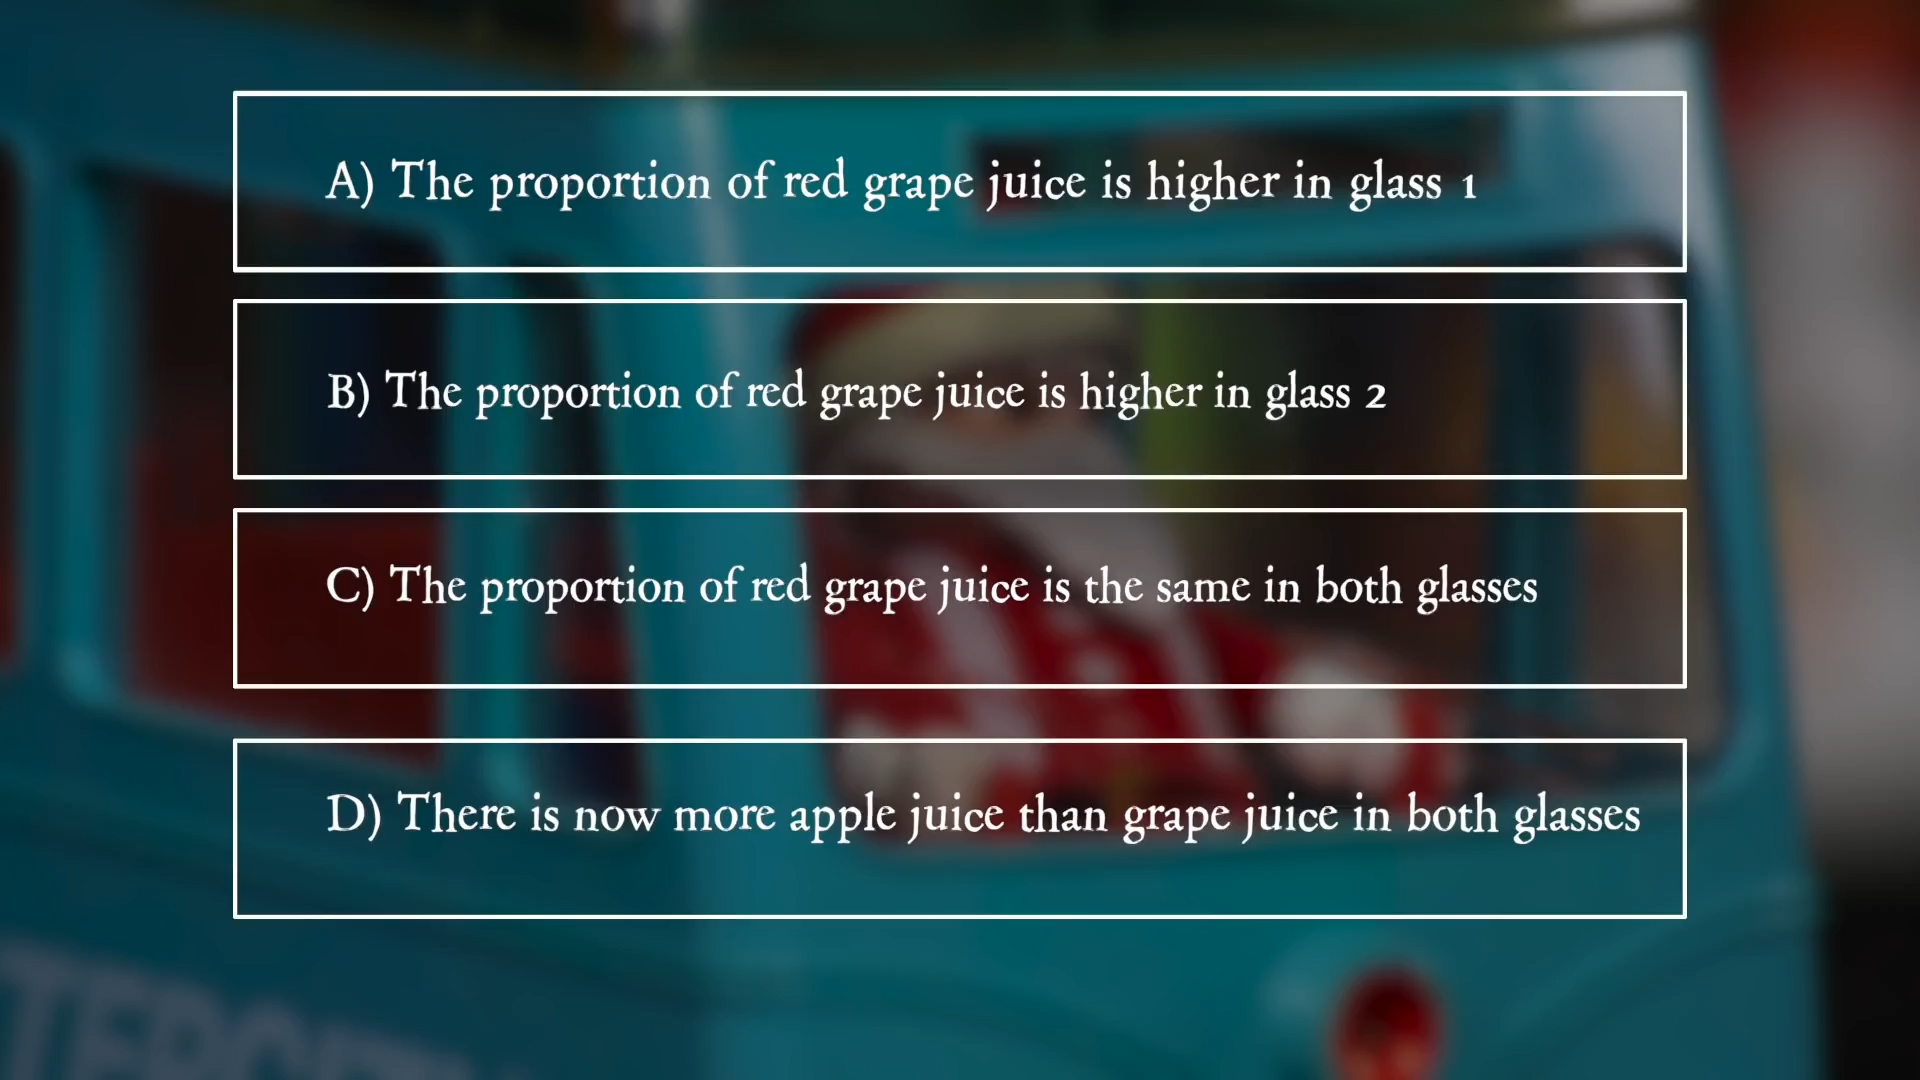 A) The proportion of red grape juice is higher in glass 1
B) The proportion of red grape juice is higher in glass 2
C) The proportion of red grape juice is the same in both glasses
D) There is now more apple juice than grape juice in both glasses